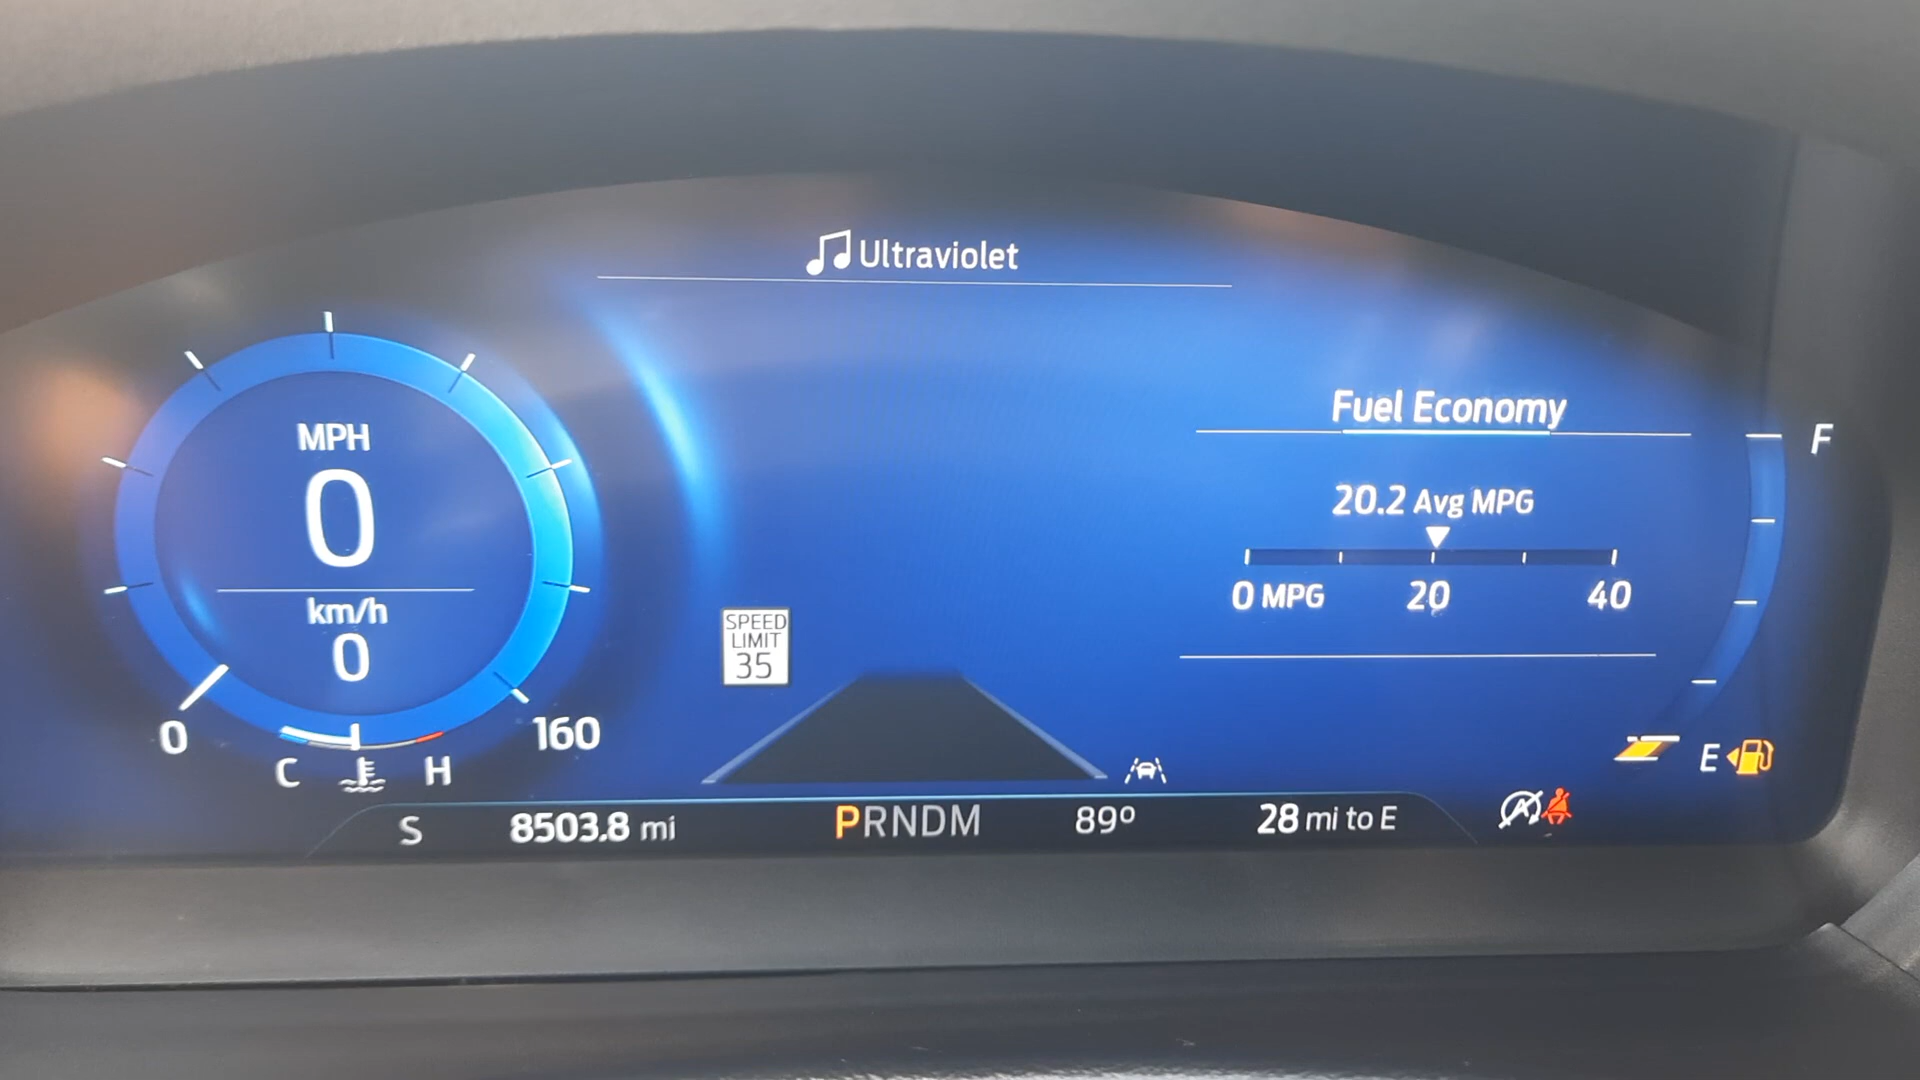 Ultraviolet
MPH
0
km/h
0
0
160
C
H
SPEED
LIMIT
35
Fuel Economy
20.2 Avg MPG
0 MPG
20
40
F
E
S
8503.8 mi
PRNDM
89º
28 mi to E